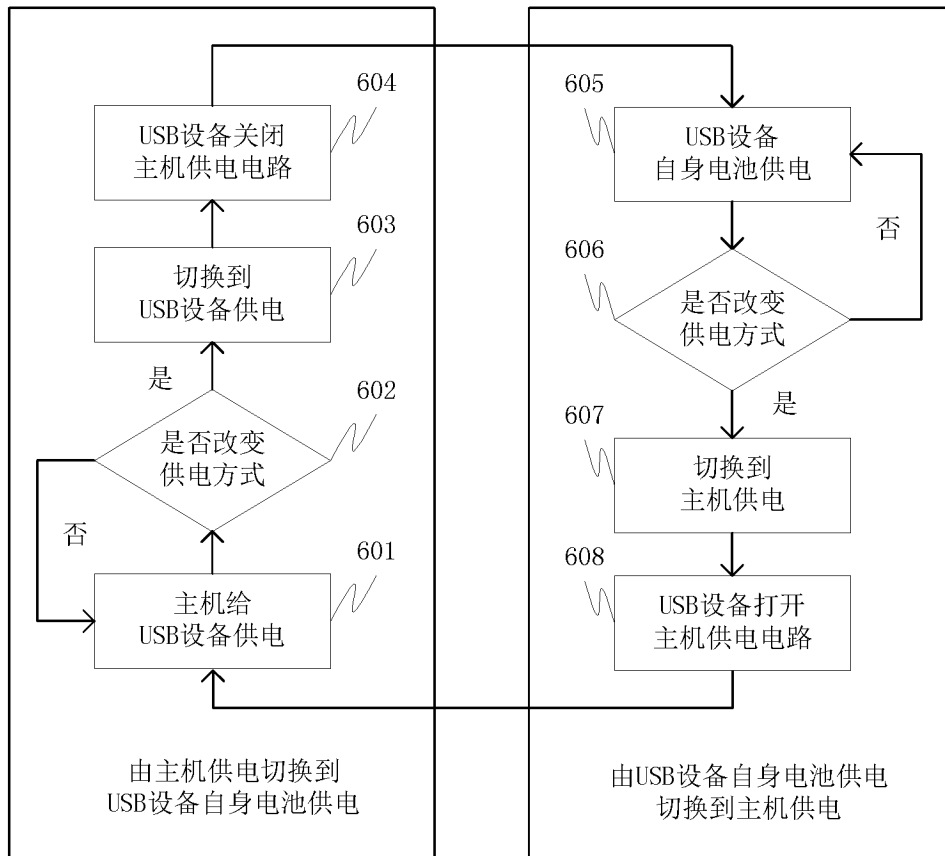 604
USB设备关闭
主机供电电路
603
切换到
USB设备供电
是
602
是否改变
供电方式
否
601
主机给
USB设备供电
由主机供电切换到
USB设备自身电池供电
605
USB设备
自身电池供电
否
606
是否改变
供电方式
是
607
切换到
主机供电
608
USB设备打开
主机供电电路
由USB设备自身电池供电
切换到主机供电